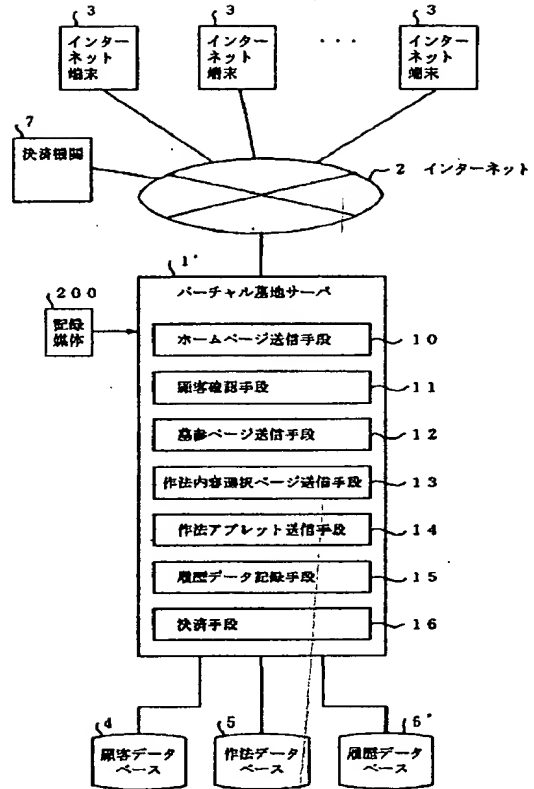 3
3
3
インターネット端末
インターネット端末
・・・
インターネット端末
7
決済機関
2 インターネット
1'
バーチャル墓地サーバ
200
記録媒体
ホームページ送信手段
10
顧客確認手段
11
墓参ページ送信手段
12
作法内容選択ページ送信手段
13
作法アプレット送信手段
14
履歴データ記録手段
15
決済手段
16
4
顧客データベース
5
作法データベース
6'
履歴データベース